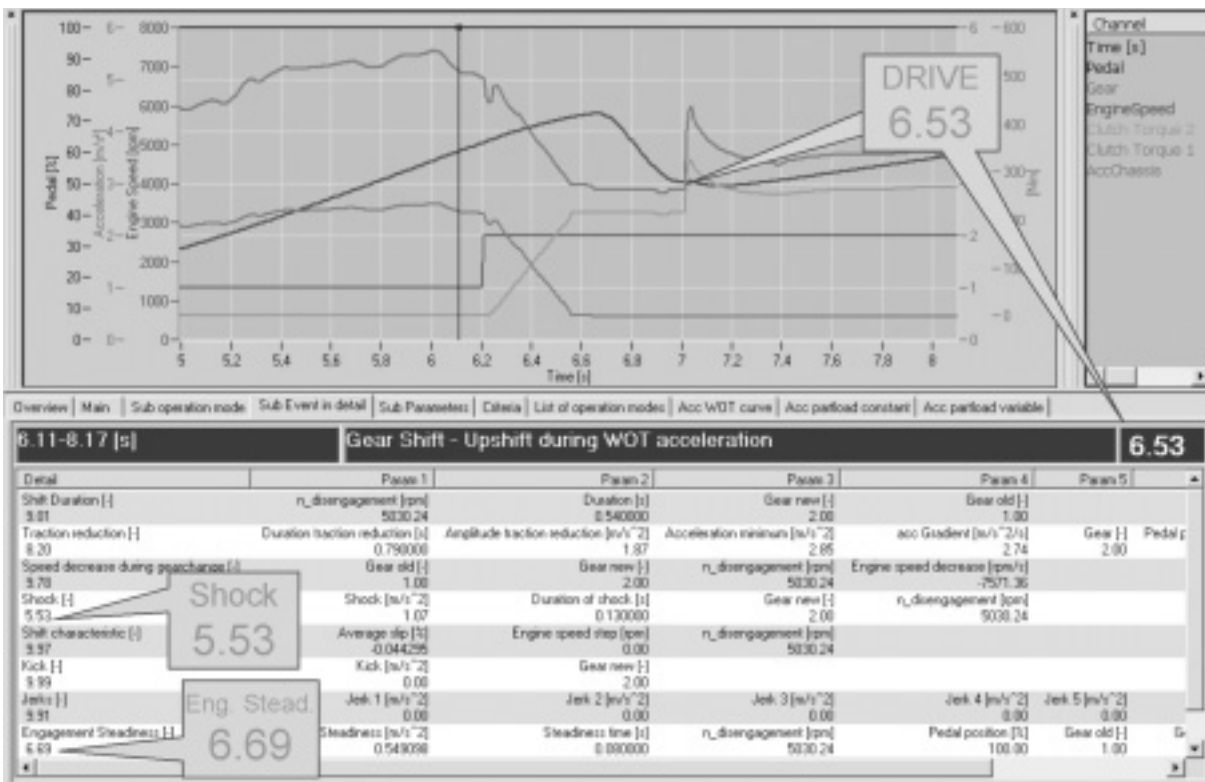 100 6 8000 6 600
90 7000 5 500
80 6000
70 5000 4 400
60 4000 3 300
50 3000
40 2000 2
30 1000 1
20 0 0
10
0
Pedal [%]
Acceleration [m/s²]
Engine Speed [rpm]
[Nm]
5 5,2 5,4 5,6 5,8 6 6,2 6,4 6,6 6,8 7 7,2 7,4 7,6 7,8 8
Time [s]
DRIVE
6.53
Channel
Time [s]
Pedal
Gear
EngineSpeed
Clutch Torque 2
Clutch Torque 1
AccChassis
Overview Main Sub operation mode Sub Event in detail Sub Parameters Criteria List of operation modes Acc WOT curve Acc partload constant Acc partload variable
6.11-8.17 [s] Gear Shift - Upshift during WOT acceleration 6.53
Detail Param 1 Param 2 Param 3 Param 4 Param 5
Shift Duration [-] n_disengagement [rpm] Duration [s] Gear new [-] Gear old [-]
9.01 5030.24 0.540000 2.00 1.00
Traction reduction [-] Duration traction reduction [s] Amplitude traction reduction [m/s^2] Acceleration minimum [m/s^2] acc Gradient [m/s^2/s] Gear [-] Pedal p
8.20 0.790000 1.87 2.85 2.74 2.00
Speed decrease during gearchange [-] Gear old [-] Gear new [-] n_disengagement [rpm] Engine speed decrease [rpm/s]
9.78 1.00 2.00 5030.24 -7571.36
Shock [-] Shock [m/s^2] Duration of shock [s] Gear new [-] n_disengagement [rpm]
5.53 1.07 0.130000 2.00 5030.24
Shock
5.53
Shift characteristic [-] Average slip [%] Engine speed step [rpm] n_disengagement [rpm]
9.97 -0.044295 0.00 5030.24
Kick [-] Kick [m/s^2] Gear new [-]
9.99 0.00 2.00
Jerks [-] Jerk 1 [m/s^2] Jerk 2 [m/s^2] Jerk 3 [m/s^2] Jerk 4 [m/s^2] Jerk 5 [m/s^2]
9.91 0.00 0.00 0.00 0.00 0.00
Eng. Stead.
6.69
Engagement Steadiness [-] Steadiness [m/s^2] Steadiness time [s] n_disengagement [rpm] Pedal position [%] Gear old [-]
6.69 0.549098 0.080000 5030.24 100.00 1.00